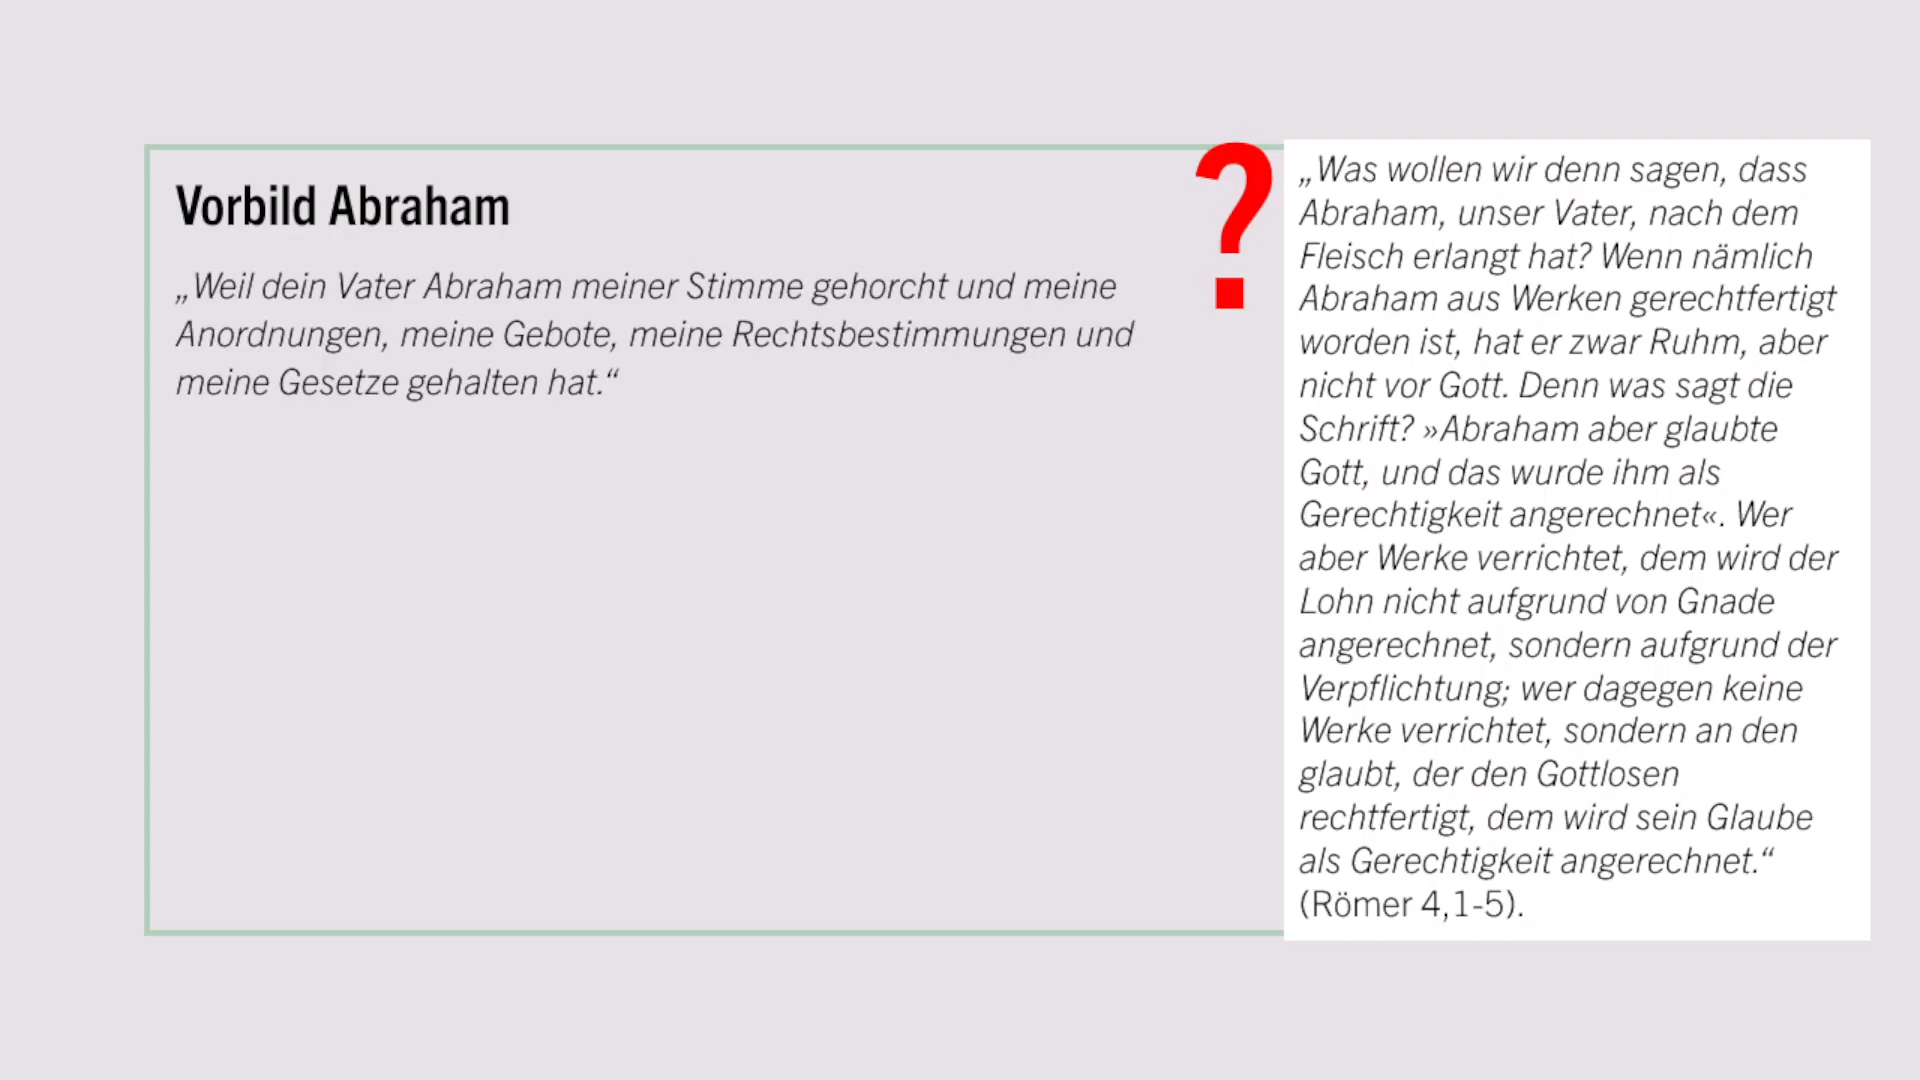 Vorbild Abraham
„Weil dein Vater Abraham meiner Stimme gehorcht und meine
Anordnungen, meine Gebote, meine Rechtsbestimmungen und
meine Gesetze gehalten hat.“
?
„Was wollen wir denn sagen, dass
Abraham, unser Vater, nach dem
Fleisch erlangt hat? Wenn nämlich
Abraham aus Werken gerechtfertigt
worden ist, hat er zwar Ruhm, aber
nicht vor Gott. Denn was sagt die
Schrift? »Abraham aber glaubte
Gott, und das wurde ihm als
Gerechtigkeit angerechnet«. Wer
aber Werke verrichtet, dem wird der
Lohn nicht aufgrund von Gnade
angerechnet, sondern aufgrund der
Verpflichtung; wer dagegen keine
Werke verrichtet, sondern an den
glaubt, der den Gottlosen
rechtfertigt, dem wird sein Glaube
als Gerechtigkeit angerechnet.“
(Römer 4,1-5).